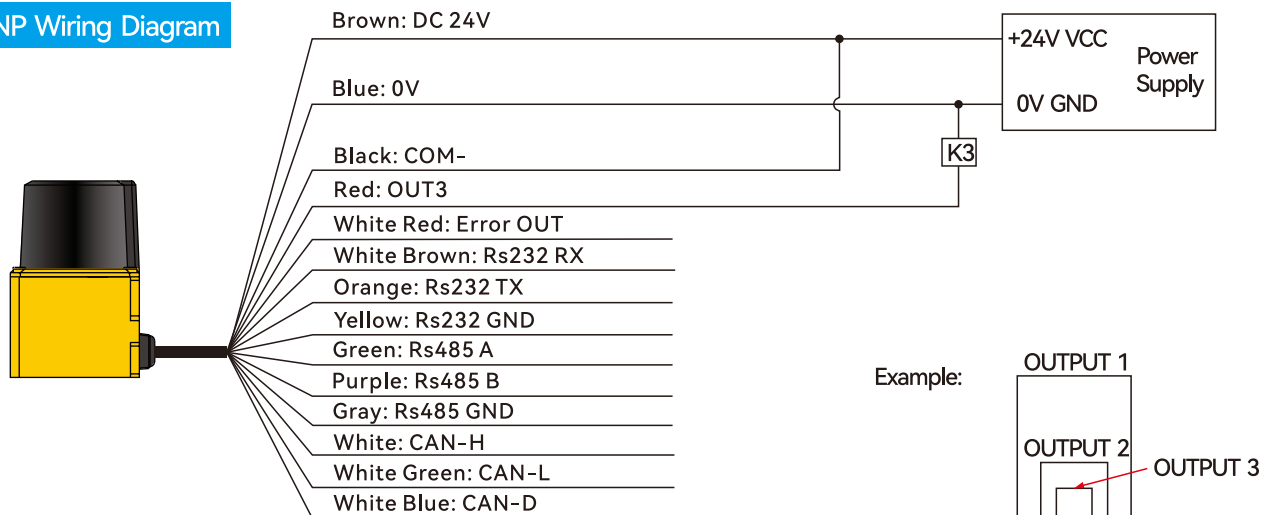 NP Wiring Diagram
Brown: DC 24V
+24V VCC
Power
Supply
Blue: 0V
0V GND
K3
Black: COM-
Red: OUT3
White Red: Error OUT
White Brown: Rs232 RX
Orange: Rs232 TX
Yellow: Rs232 GND
Green: Rs485 A
Purple: Rs485 B
Gray: Rs485 GND
White: CAN-H
White Green: CAN-L
White Blue: CAN-D
Example:
OUTPUT 1
OUTPUT 2
OUTPUT 3